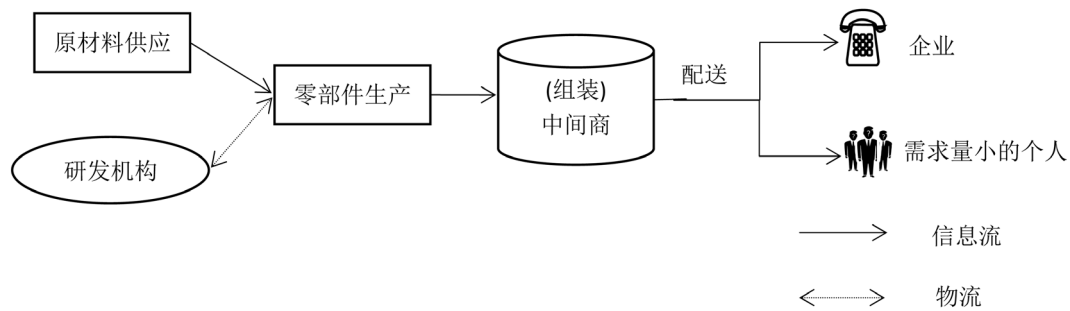 原材料供应
零部件生产
研发机构
(组装)
中间商
配送
企业
需求量小的个人
信息流
物流